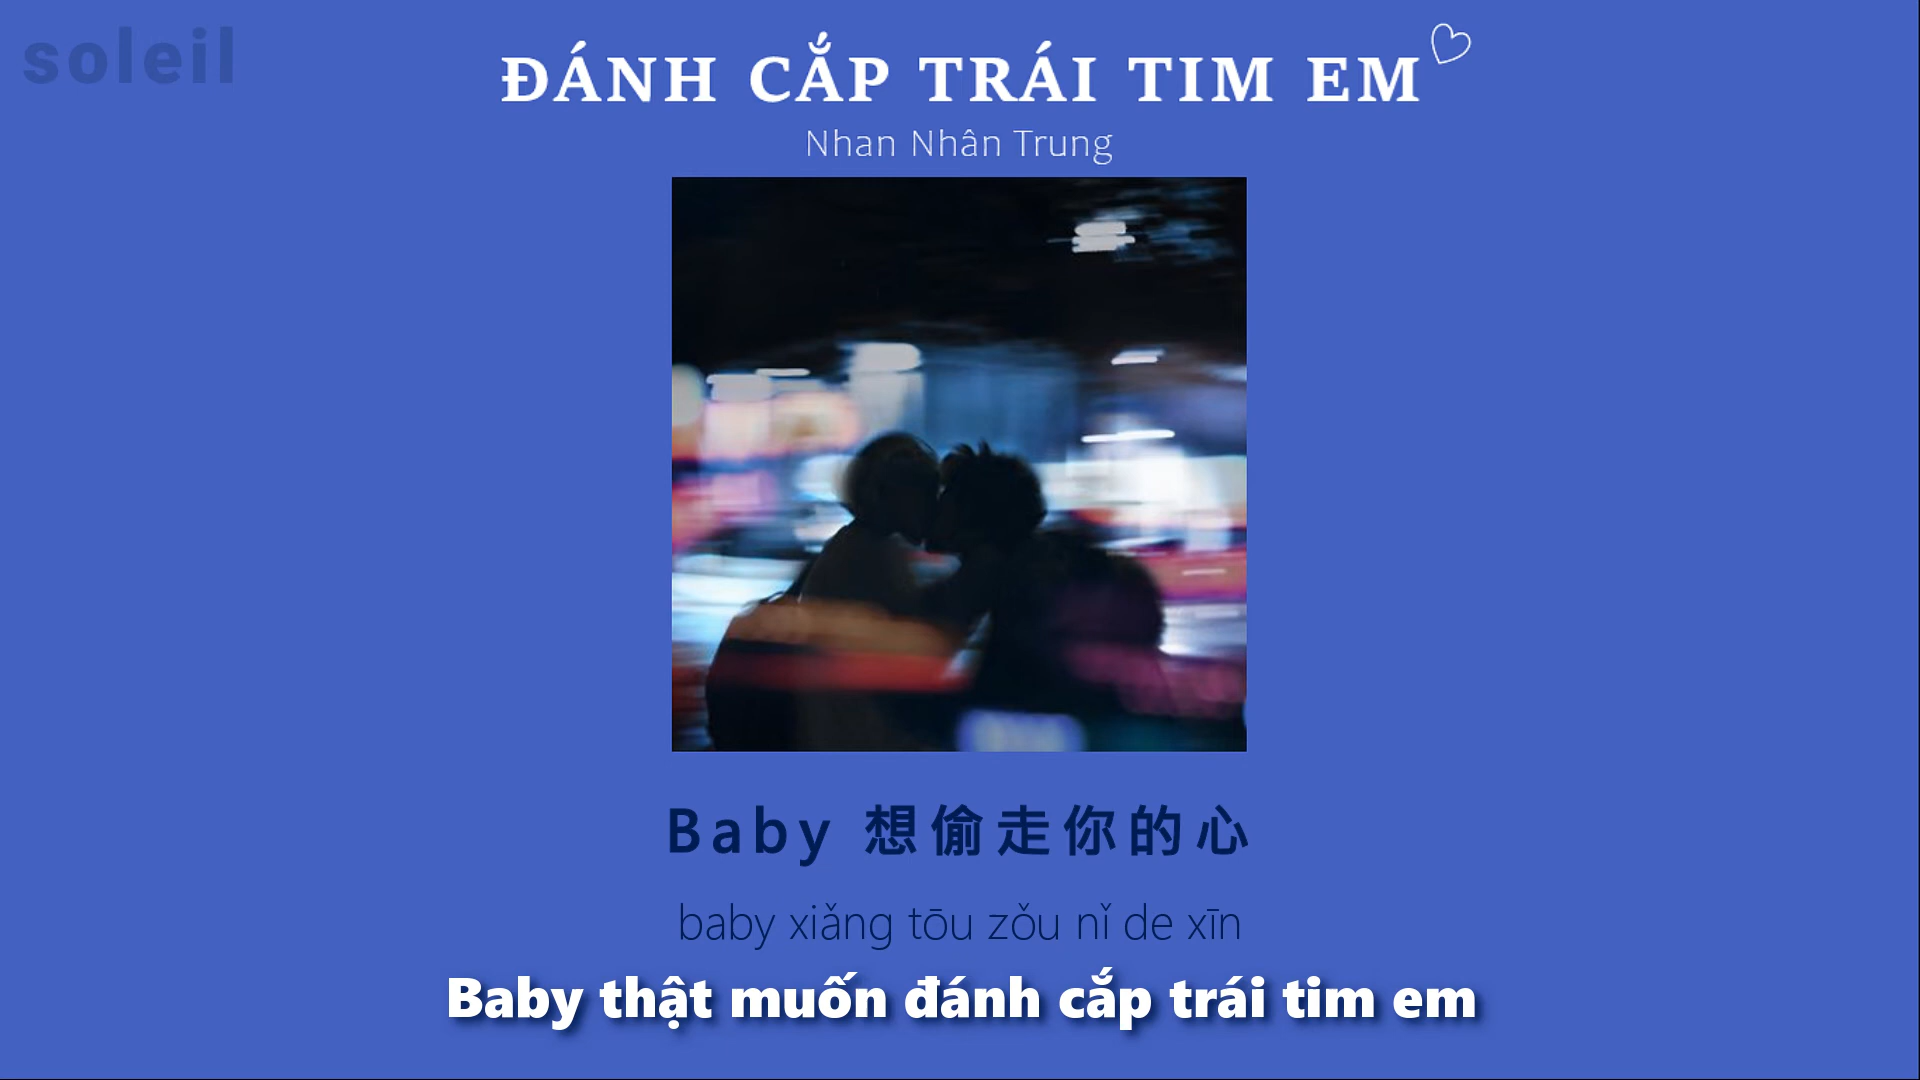 soleil
ĐÁNH CẮP TRÁI TIM EM
Nhan Nhân Trung
Baby 想偷走你的心
baby xiǎng tōu zǒu nǐ de xīn
Baby thật muốn đánh cắp trái tim em